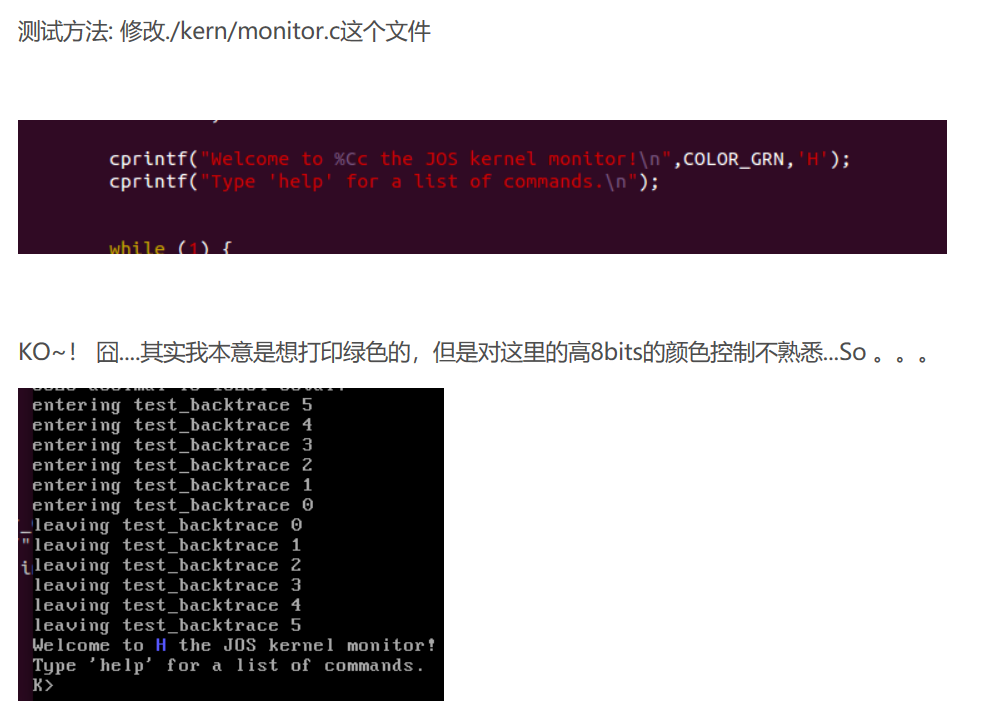 测试方法: 修改./kern/monitor.c这个文件
cprintf("Welcome to %Cc the JOS kernel monitor!\n",COLOR_GRN,'H');
cprintf("Type 'help' for a list of commands.\n");
while (1) {
KO~！ 囧....其实我本意是想打印绿色的，但是对这里的高8bits的颜色控制不熟悉...So 。。。
entering test_backtrace 5
entering test_backtrace 4
entering test_backtrace 3
entering test_backtrace 2
entering test_backtrace 1
entering test_backtrace 0
leaving test_backtrace 0
leaving test_backtrace 1
leaving test_backtrace 2
leaving test_backtrace 3
leaving test_backtrace 4
leaving test_backtrace 5
Welcome to H the JOS kernel monitor!
Type 'help' for a list of commands.
K>